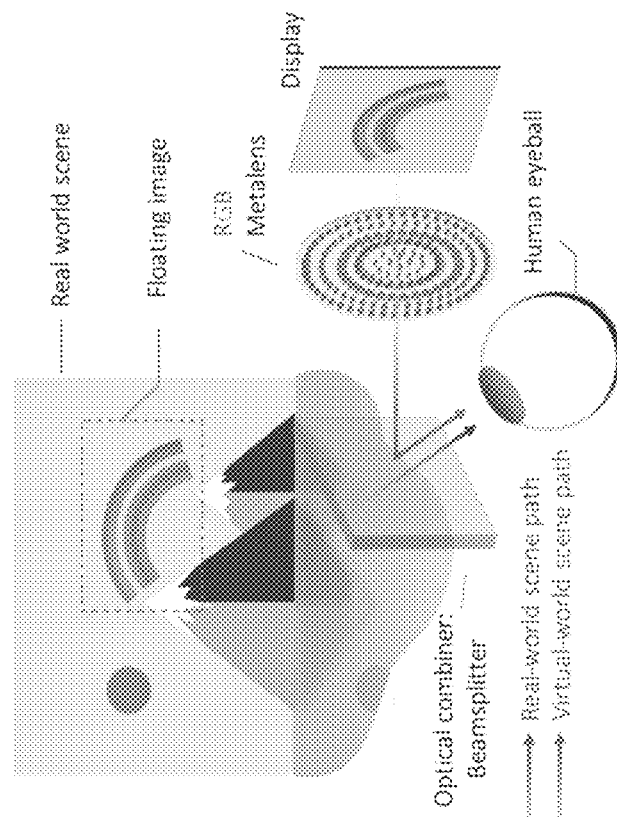 Real world scene
Floating image
RGB
Metalens
Display
Human eyeball
Optical combiner:
Beamsplitter
Real-world scene path
Virtual-world scene path